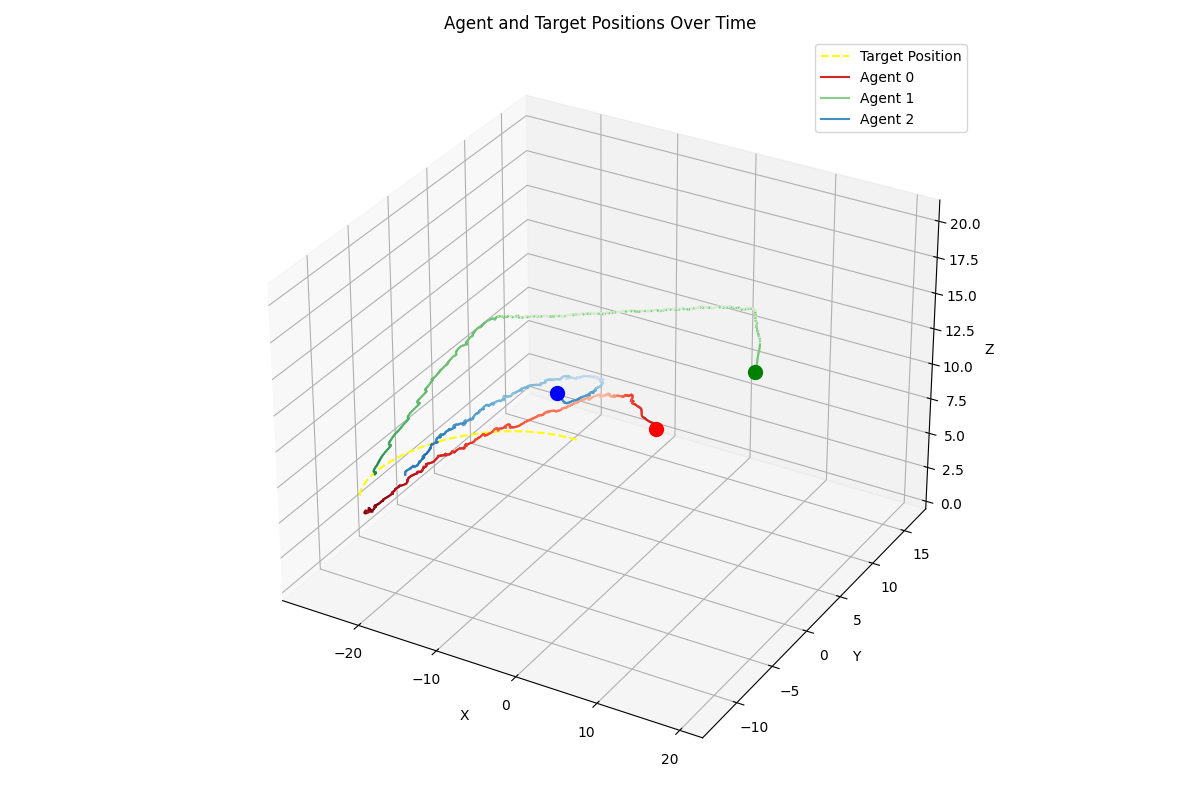 Agent and Target Positions Over Time
Target Position
Agent 0
Agent 1
Agent 2
20.0
17.5
15.0
12.5
Z
10.0
7.5
5.0
2.5
0.0
15
10
5
0
Y
−5
−10
−20
−10
0
X
10
20